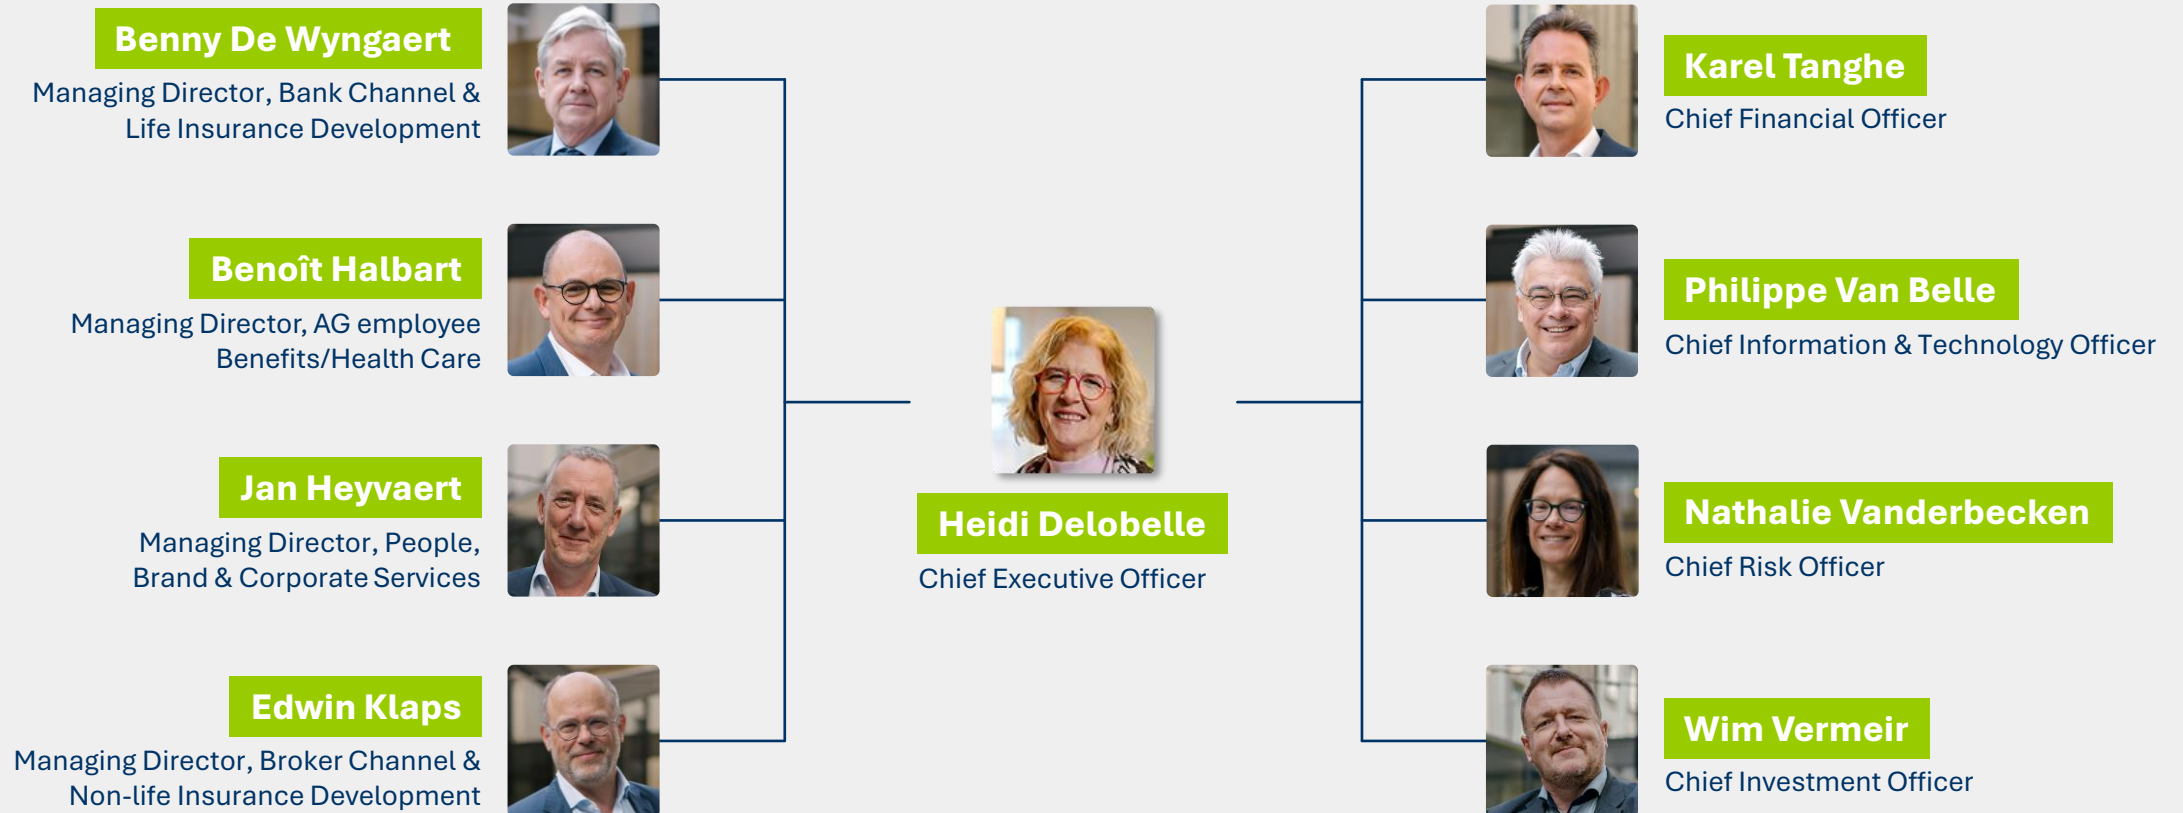 Benny De Wyngaert
Managing Director, Bank Channel &
Life Insurance Development
Benoît Halbart
Managing Director, AG employee
Benefits/Health Care
Jan Heyvaert
Managing Director, People,
Brand & Corporate Services
Edwin Klaps
Managing Director, Broker Channel &
Non-life Insurance Development
Heidi Delobelle
Chief Executive Officer
Karel Tanghe
Chief Financial Officer
Philippe Van Belle
Chief Information & Technology Officer
Nathalie Vanderbecken
Chief Risk Officer
Wim Vermeir
Chief Investment Officer